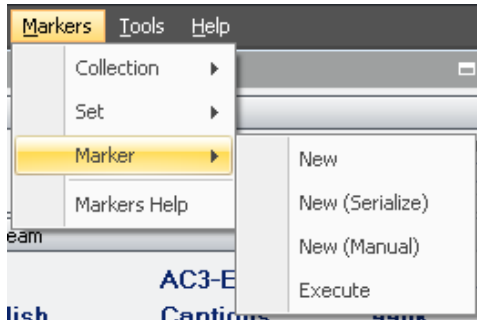 Markers Tools Help
Collection
Set
Marker
Markers Help
New
New (Serialize)
New (Manual)
Execute
eam
AC3-E
lish